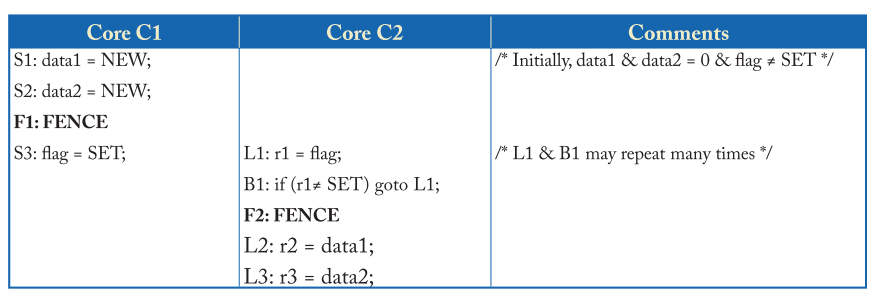 Core C1 Core C2 Comments
S1: data1 = NEW; /* Initially, data1 & data2 = 0 & flag ≠ SET */
S2: data2 = NEW;
F1: FENCE
S3: flag = SET; L1: r1 = flag; /* L1 & B1 may repeat many times */
B1: if (r1≠ SET) goto L1;
F2: FENCE
L2: r2 = data1;
L3: r3 = data2;